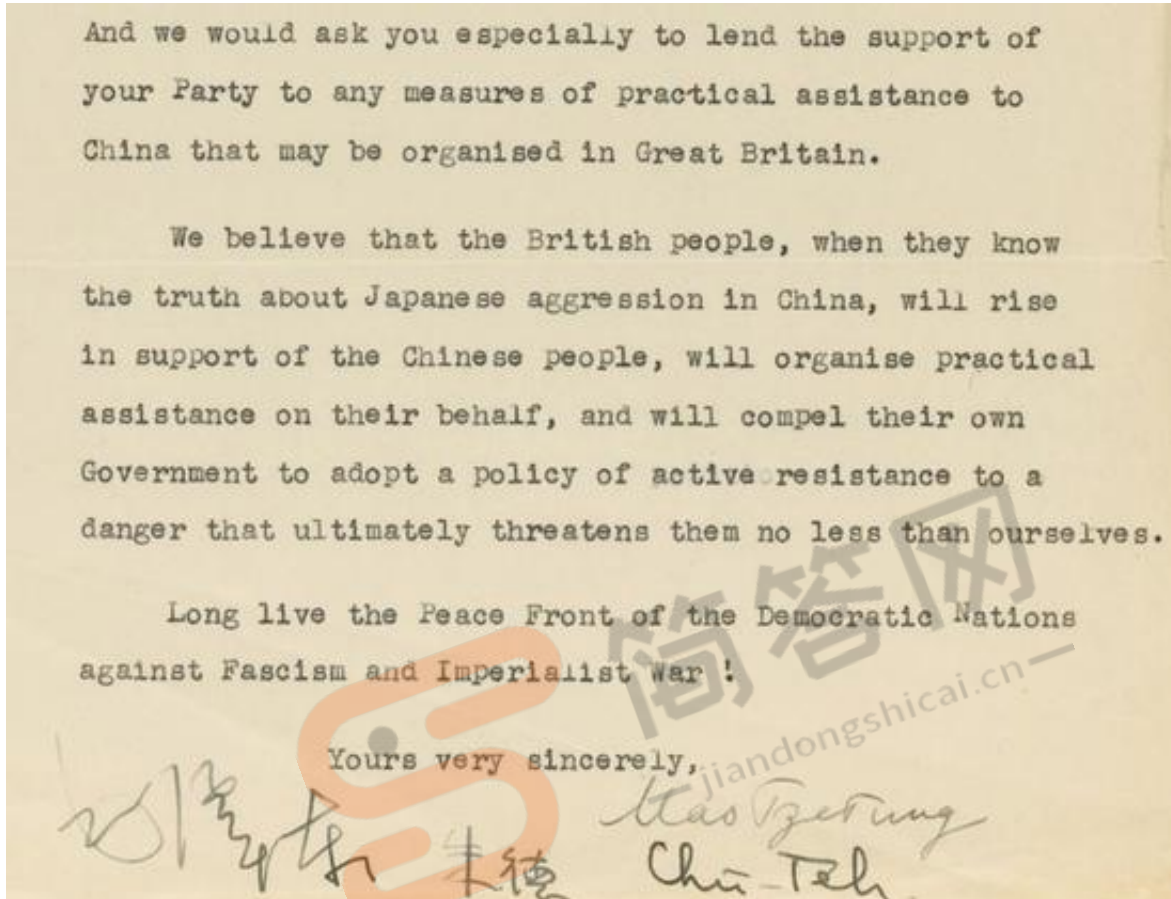 And we would ask you especially to lend the support of
your Party to any measures of practical assistance to
China that may be organised in Great Britain.
We believe that the British people, when they know
the truth about Japanese aggression in China, will rise
in support of the Chinese people, will organise practical
assistance on their behalf, and will compel their own
Government to adopt a policy of active resistance to a
danger that ultimately threatens them no less than ourselves.
Long live the Peace Front of the Democratic Nations
against Fascism and Imperialist War !
Yours very sincerely,
毛泽东 Mao Tzetung
朱德 Chu-Teh
简答网
jiandongshicai.cn